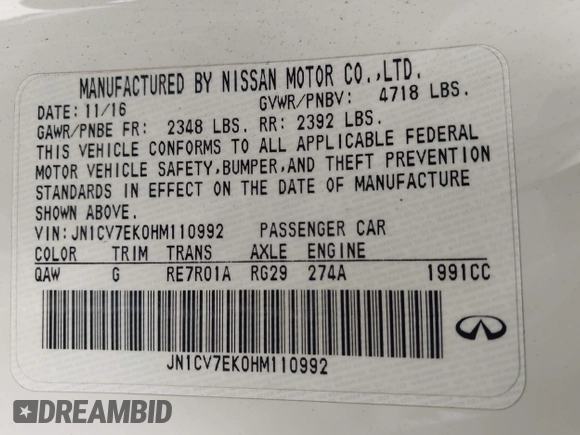 MANUFACTURED BY NISSAN MOTOR CO.,LTD.
DATE: 11/16 GVWR/PNBV: 4718 LBS.
GAWR/PNBE FR: 2348 LBS. RR: 2392 LBS.
THIS VEHICLE CONFORMS TO ALL APPLICABLE FEDERAL
MOTOR VEHICLE SAFETY,BUMPER,AND THEFT PREVENTION
STANDARDS IN EFFECT ON THE DATE OF MANUFACTURE
SHOWN ABOVE.
VIN: JN1CV7EK0HM110992 PASSENGER CAR
COLOR TRIM TRANS AXLE ENGINE
QAW G RE7R01A RG29 274A 1991CC
JN1CV7EK0HM110992
DREAMBID